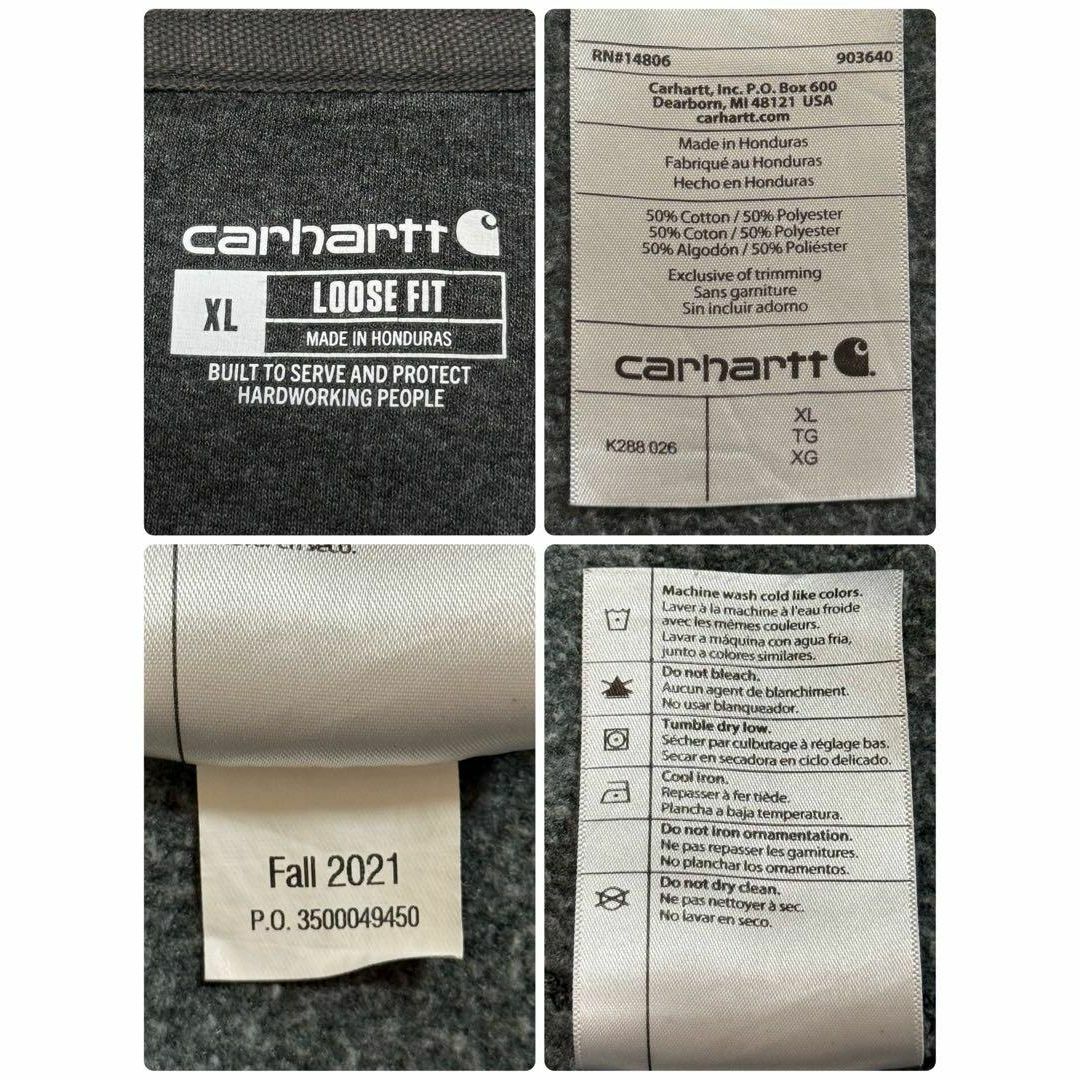 carhartt
XL
LOOSE FIT
MADE IN HONDURAS
BUILT TO SERVE AND PROTECT
HARDWORKING PEOPLE
RN#14806 903640
Carhartt, Inc. P.O. Box 600
Dearborn, MI 48121 USA
carhartt.com
Made in Honduras
Fabriqué au Honduras
Hecho en Honduras
50% Cotton / 50% Polyester
50% Coton / 50% Polyester
50% Algodón / 50% Poliéster
Exclusive of trimming
Sans garniture
Sin incluir adorno
carhartt
K288 026
XL
TG
XG
Fall 2021
P.O. 3500049450
Machine wash cold like colors.
Laver à la machine à l'eau froide
avec les mêmes couleurs.
Lavar a máquina con agua fria,
junto a colores similares.
Do not bleach.
Aucun agent de blanchiment.
No usar blanqueador.
Tumble dry low.
Sécher par culbutage à réglage bas.
Secar en secadora en ciclo delicado.
Cool iron.
Repasser à fer tiède.
Plancha a baja temperatura.
Do not iron ornamentation.
Ne pas repasser les garnitures.
No planchar los ornamentos.
Do not dry clean.
Ne pas nettoyer à sec.
No lavar en seco.